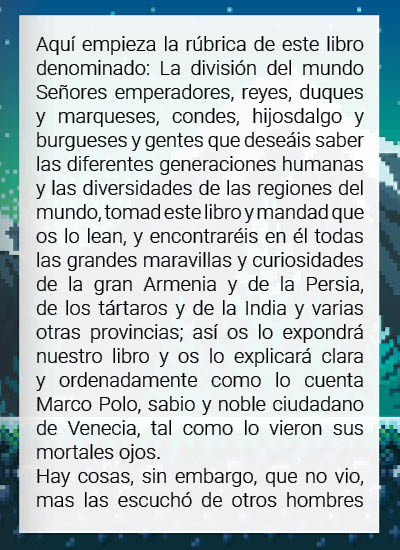 Aquí empieza la rúbrica de este libro
denominado: La división del mundo
Señores emperadores, reyes, duques
y marqueses, condes, hijosdalgo y
burgueses y gentes que deseáis saber
las diferentes generaciones humanas
y las diversidades de las regiones del
mundo, tomad este libro y mandad que
os lo lean, y encontraréis en él todas
las grandes maravillas y curiosidades
de la gran Armenia y de la Persia,
de los tártaros y de la India y varias
otras provincias; así os lo expondrá
nuestro libro y os lo explicará clara
y ordenadamente como lo cuenta
Marco Polo, sabio y noble ciudadano
de Venecia, tal como lo vieron sus
mortales ojos.
Hay cosas, sin embargo, que no vio,
mas las escuchó de otros hombres